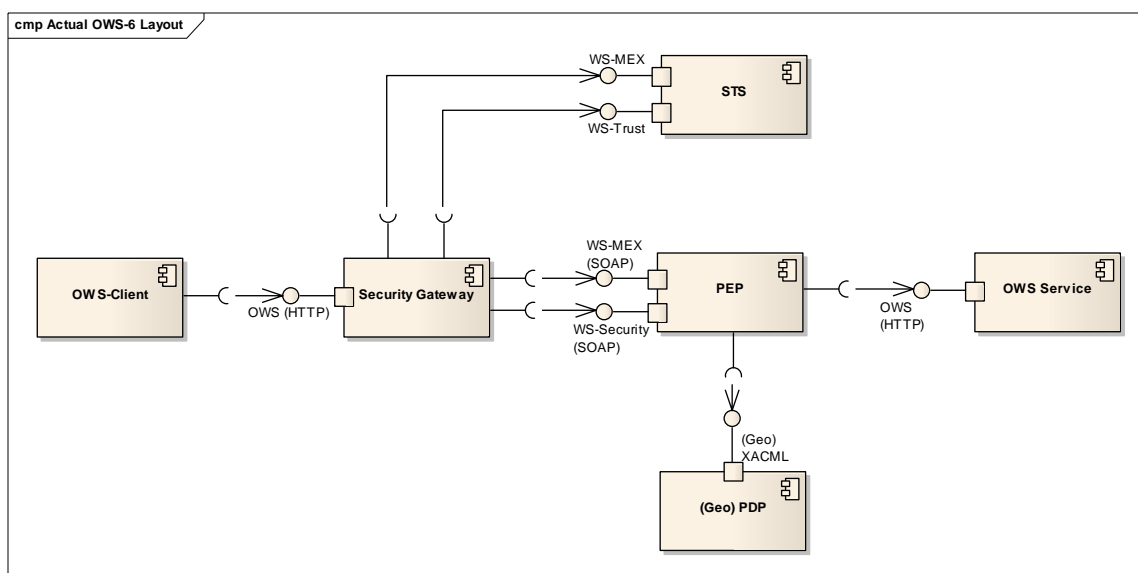 cmp Actual OWS-6 Layout
WS-MEX
STS
WS-Trust
OWS-Client
OWS (HTTP)
Security Gateway
WS-MEX
(SOAP)
WS-Security
(SOAP)
PEP
OWS
(HTTP)
OWS Service
(Geo)
XACML
(Geo) PDP